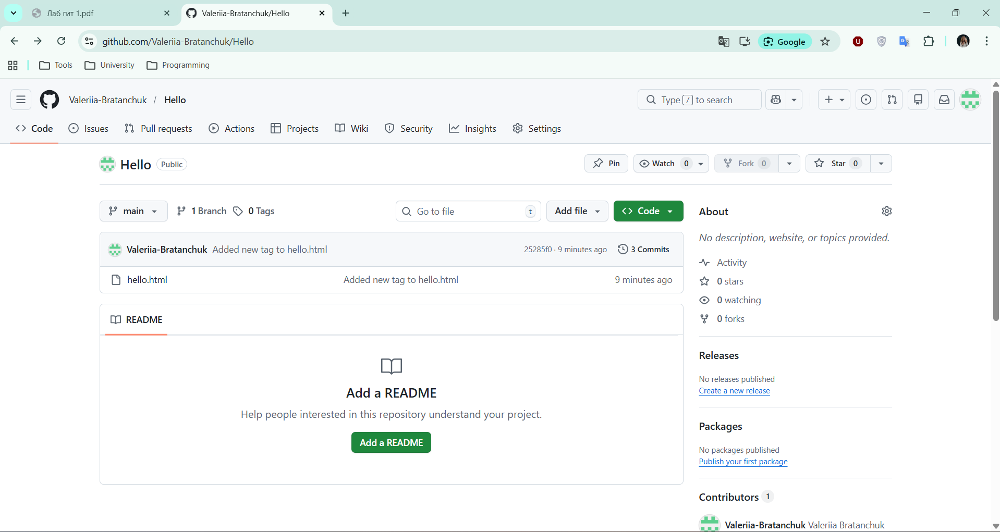 Лаб гит 1.pdf
Valeriia-Bratanchuk/Hello
github.com/Valeriia-Bratanchuk/Hello
Google
Tools
University
Programming
Valeriia-Bratanchuk / Hello
Type / to search
Code
Issues
Pull requests
Actions
Projects
Wiki
Security
Insights
Settings
Hello
Public
Pin
Watch 0
Fork 0
Star 0
main
1 Branch
0 Tags
Go to file
t
Add file
Code
Valeriia-Bratanchuk Added new tag to hello.html
25285f0 · 9 minutes ago
3 Commits
hello.html
Added new tag to hello.html
9 minutes ago
README
Add a README
Help people interested in this repository understand your project.
Add a README
About
No description, website, or topics provided.
Activity
0 stars
0 watching
0 forks
Releases
No releases published
Create a new release
Packages
No packages published
Publish your first package
Contributors 1
Valeriia-Bratanchuk Valeriia Bratanchuk